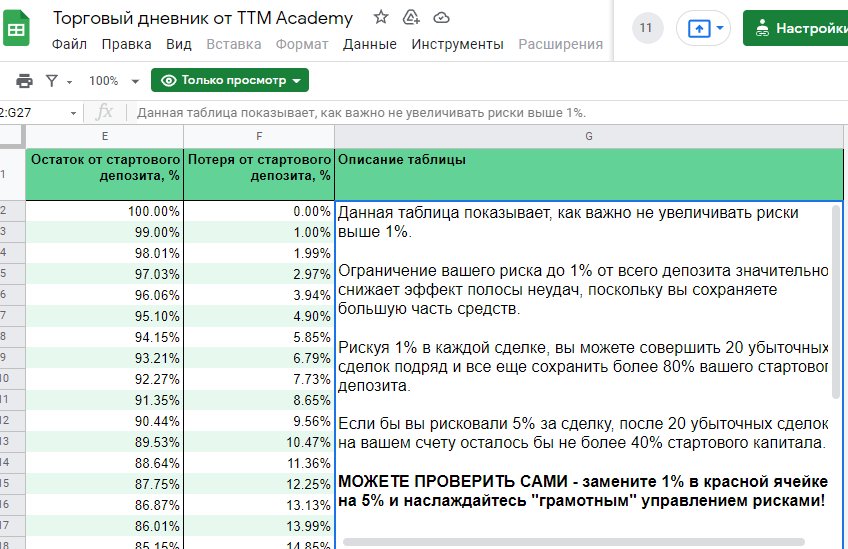 Торговый дневник от TTM Academy
11
Настройки
Файл Правка Вид Вставка Формат Данные Инструменты Расширения
100% Только просмотр
2:G27 fx Данная таблица показывает, как важно не увеличивать риски выше 1%.
E F G
1 Остаток от стартового депозита, % Потеря от стартового депозита, % Описание таблицы
2 100.00% 0.00%
3 99.00% 1.00%
4 98.01% 1.99%
5 97.03% 2.97%
6 96.06% 3.94%
7 95.10% 4.90%
8 94.15% 5.85%
9 93.21% 6.79%
10 92.27% 7.73%
11 91.35% 8.65%
12 90.44% 9.56%
13 89.53% 10.47%
14 88.64% 11.36%
15 87.75% 12.25%
16 86.87% 13.13%
17 86.01% 13.99%
18 85.15% 14.85%
Данная таблица показывает, как важно не увеличивать риски
выше 1%.
Ограничение вашего риска до 1% от всего депозита значительно
снижает эффект полосы неудач, поскольку вы сохраняете
большую часть средств.
Рискуя 1% в каждой сделке, вы можете совершить 20 убыточных
сделок подряд и все еще сохранить более 80% вашего стартовог
депозита.
Если бы вы рисковали 5% за сделку, после 20 убыточных сделок
на вашем счету осталось бы не более 40% стартового капитала.
МОЖЕТЕ ПРОВЕРИТЬ САМИ - замените 1% в красной ячейке
на 5% и наслаждайтесь "грамотным" управлением рисками!